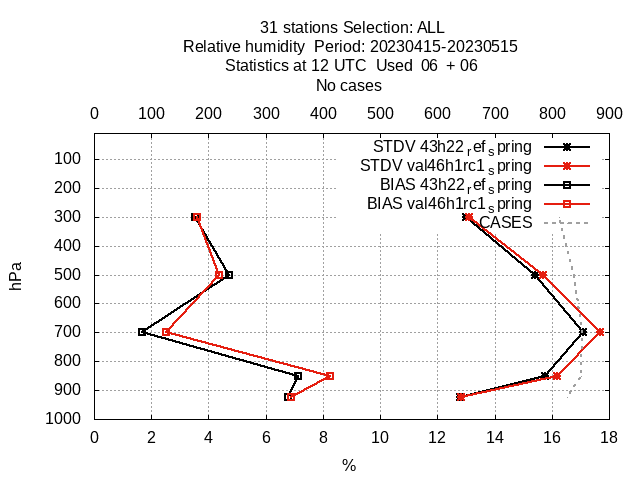 31 stations Selection: ALL
Relative humidity  Period: 20230415-20230515
Statistics at 12 UTC  Used  06  + 06
No cases
0 100 200 300 400 500 600 700 800 900
STDV 43h22_ref_spring
STDV val46h1rc1_spring
BIAS 43h22_ref_spring
BIAS val46h1rc1_spring
CASES
100
200
300
400
500
600
700
800
900
1000
hPa
0 2 4 6 8 10 12 14 16 18
%